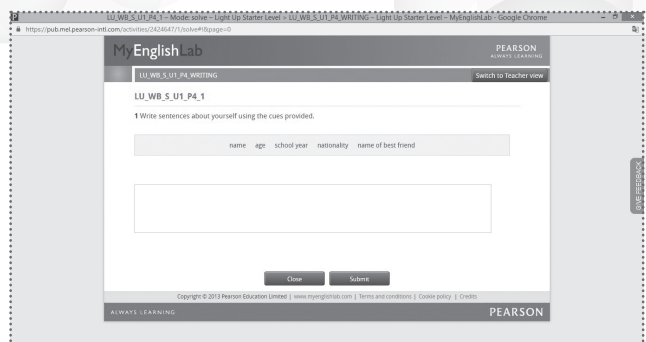 LU_WB_S_U1_P4_1 – Mode: solve – Light Up Starter Level > LU_WB_S_U1_P4_WRITING – Light Up Starter Level – MyEnglishLab - Google Chrome
https://pub.mel.pearson-intl.com/activities/2424647/1/solve#!&page=0
MyEnglishLab
PEARSON
ALWAYS LEARNING
LU_WB_S_U1_P4_WRITING
Switch to Teacher view
LU_WB_S_U1_P4_1
1 Write sentences about yourself using the cues provided.
name age school year nationality name of best friend
GIVE FEEDBACK
Close Submit
Copyright © 2013 Pearson Education Limited | www.myenglishlab.com | Terms and conditions | Cookie policy | Credits
ALWAYS LEARNING
PEARSON